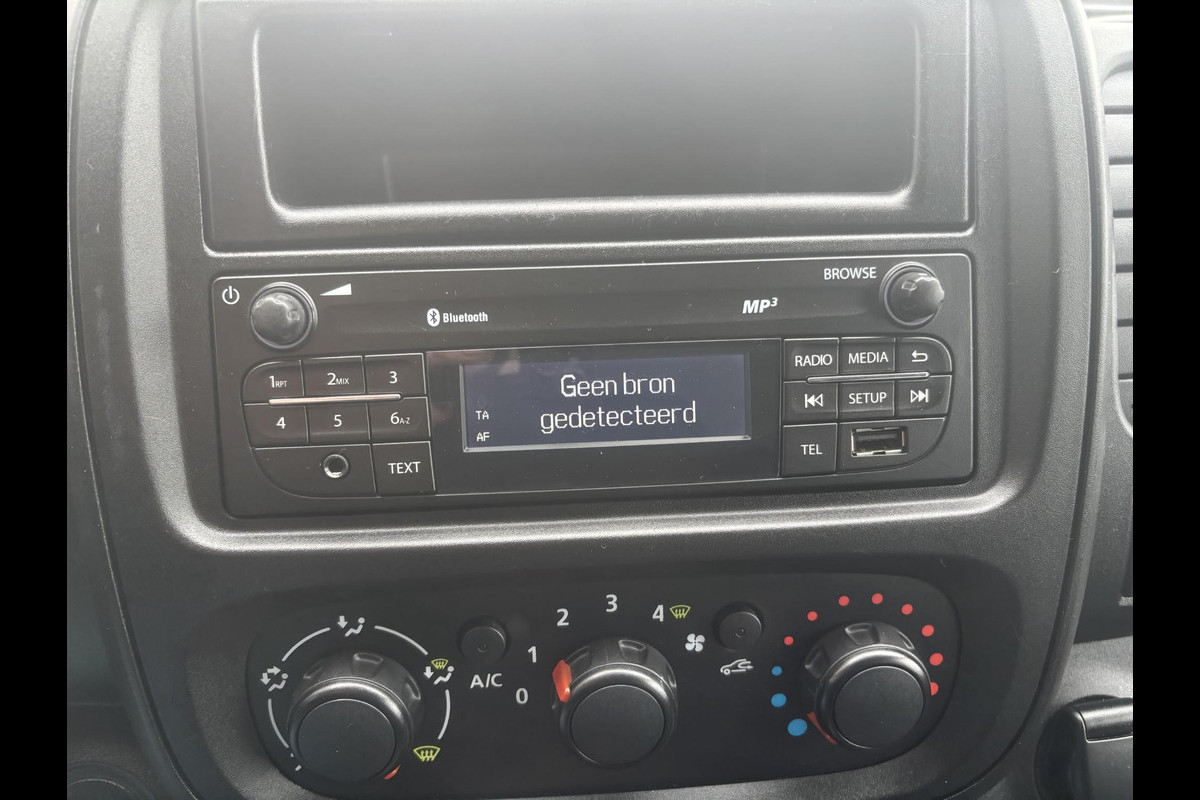 BROWSE
Bluetooth
MP3
1RPT 2MIX 3
4 5 6A-Z
TEXT
Geen bron
gedetecteerd
TA
AF
RADIO MEDIA
SETUP
TEL
A/C
0 1 2 3 4